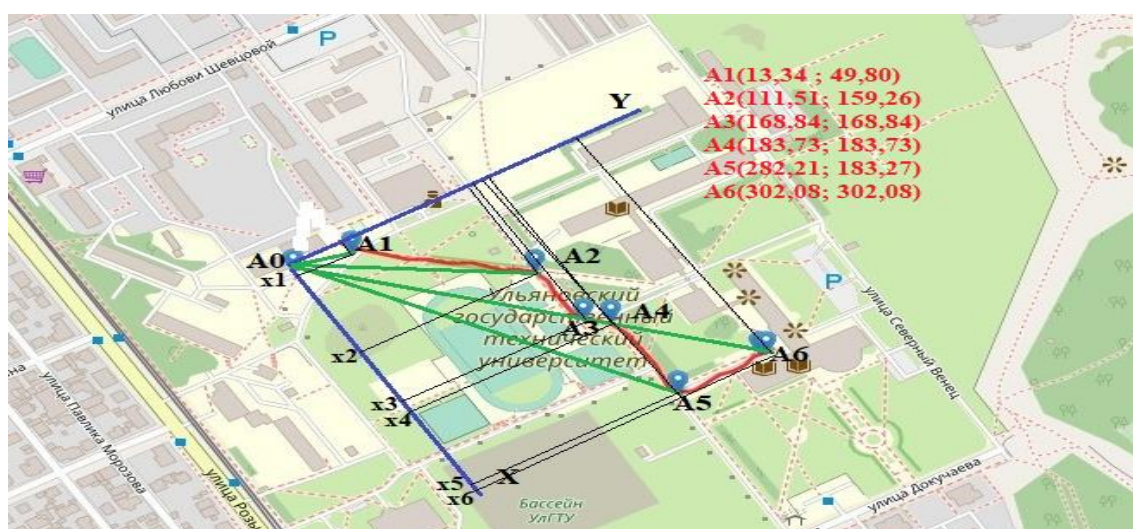 улица Любови Шевцовой
P
Y
A1(13,34 ; 49,80)
A2(111,51; 159,26)
A3(168,84; 168,84)
A4(183,73; 183,73)
A5(282,21; 183,27)
A6(302,08; 302,08)
A0
A1
x1
A2
P
Ульяновский
государственный
технический
университет
A3
A4
x2
A6
улица Северный Венец
x3
x4
A5
улица Павлика Морозова
X
x5
x6
улица Розы
Бассейн
УлГТУ
улица Докучаева